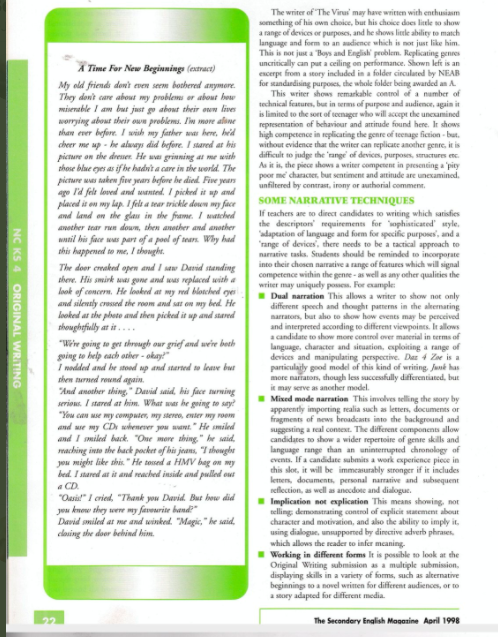 A Time For New Beginnings (extract)
My old friends don't even seem bothered anymore.
They don't care about my problems or about how
miserable I am but just go about their own lives
worrying about their own problems. I'm more alone
than ever before. I wish my father was here, he'd
cheer me up - he always did before. I stared at his
picture on the dresser. He was grinning at me with
those blue eyes as if he hadn't a care in the world. The
picture was taken just five years before he died. Five years
ago I'd felt loved and wanted. I picked it up and
placed it on my lap. I felt a tear trickle down my face
and land on the glass in the frame. I watched
another tear run down, then another and another
until his face was part of a pool of tears. Why had
this happened to me, I thought.
The door creaked open and I saw David standing
there. His smirk was gone and was replaced with a
look of concern. He looked at my red blotched eyes
and silently crossed the room and sat on my bed. He
looked at the photo and then picked it up and stared
thoughtfully at it . . . .
"We're going to get through our grief and we're both
going to help each other - okay?"
I nodded and he stood up and started to leave but
then turned round again.
"And another thing," David said, his face turning
serious. I stared at him. What was he going to say?
"You can use my computer, my stereo, enter my room
and use my CDs whenever you want." He smiled
and I smiled back. "One more thing," he said,
reaching into the back pocket of his jeans, "I thought
you might like this." He tossed a HMV bag on my
bed. I stared at it and reached inside and pulled out
a CD.
"Oasis!" I cried, "Thank you David. But how did
you know they were my favourite band?"
David smiled at me and winked. "Magic," he said,
closing the door behind him.
NC KS 4 ORIGINAL WRITING
22
The writer of 'The Virus' may have written with enthusiasm
something of his own choice, but his choice does little to show
a range of devices or purposes, and he shows little ability to match
language and form to an audience which is not just like him.
This is not just a 'Boys and English' problem. Replicating genres
uncritically can put a ceiling on performance. Shown left is an
excerpt from a story included in a folder circulated by NEAB
for standardising purposes, the whole folder being awarded an A.
This writer shows remarkable control of a number of
technical features, but in terms of purpose and audience, again it
is limited to the sort of teenager who will accept the unexamined
representation of behaviour and attitude found here. It shows
high competence in replicating the genre of teenage fiction - but,
without evidence that the writer can replicate another genre, it is
difficult to judge the 'range' of devices, purposes, structures etc.
As it is, the piece shows a writer competent in presenting a 'pity
poor me' character, but sentiment and attitude are unexamined,
unfiltered by contrast, irony or authorial comment.
SOME NARRATIVE TECHNIQUES
If teachers are to direct candidates to writing which satisfies
the descriptors' requirements for 'sophisticated' style,
'adaptation of language and form for specific purposes', and a
'range of devices', there needs to be a tactical approach to
narrative tasks. Students should be reminded to incorporate
into their chosen narrative a range of features which will signal
competence within the genre - as well as any other qualities the
writer may uniquely possess. For example:
Dual narration This allows a writer to show not only
different speech and thought patterns in the alternating
narrators, but also to show how events may be perceived
and interpreted according to different viewpoints. It allows
a candidate to show more control over material in terms of
language, character and situation, exploiting a range of
devices and manipulating perspective. Daz 4 Zoe is a
particularly good model of this kind of writing. Junk has
more narrators, though less successfully differentiated, but
it may serve as another model.
Mixed mode narration This involves telling the story by
apparently importing realia such as letters, documents or
fragments of news broadcasts into the background and
suggesting a real context. The different components allow
candidates to show a wider repertoire of genre skills and
language range than an uninterrupted chronology of
events. If a candidate submits a work experience piece in
this slot, it will be immeasurably stronger if it includes
letters, documents, personal narrative and subsequent
reflection, as well as anecdote and dialogue.
Implication not explication This means showing, not
telling; demonstrating control of explicit statement about
character and motivation, and also the ability to imply it,
using dialogue, unsupported by directive adverb phrases,
which allows the reader to infer meaning.
Working in different forms It is possible to look at the
Original Writing submission as a multiple submission,
displaying skills in a variety of forms, such as alternative
beginnings to a novel written for different audiences, or to
a story adapted for different media.
The Secondary English Magazine April 1998